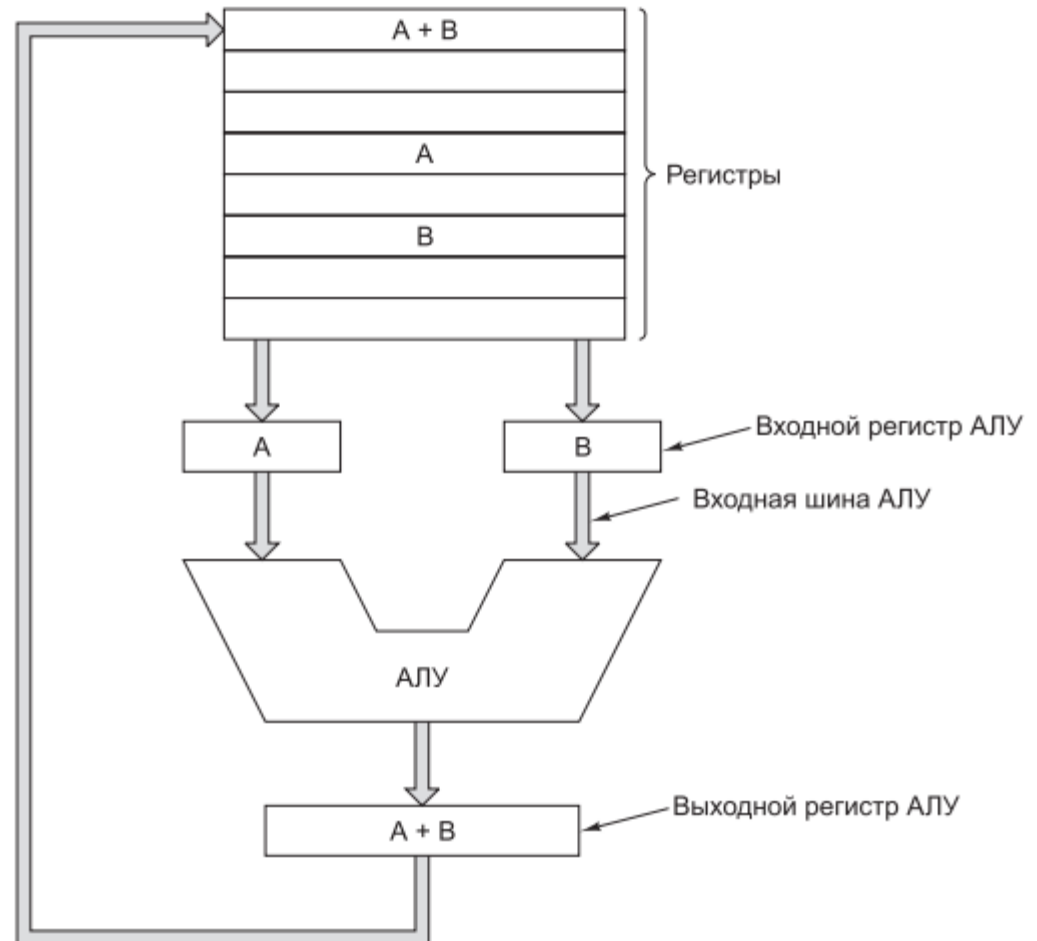 A + B
A
Регистры
B
A
B
Входной регистр АЛУ
Входная шина АЛУ
АЛУ
A + B
Выходной регистр АЛУ